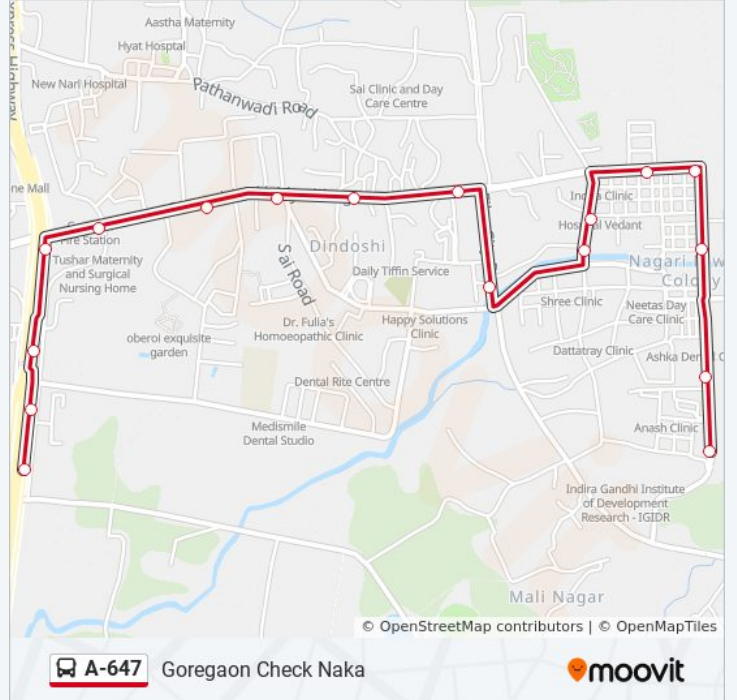 Aastha Maternity
Hyat Hosptal
New Nari Hospital
Pathanwadi Road
Sai Clinic and Day
Care Centre
ne Mall
Fire Station
Tushar Maternity
and Surgical
Nursing Home
Dindoshi
Sai Road
Daily Tiffin Service
Hospital Vedant
Nagari
Colony
Shree Clinic
Neetas Day
Care Clinic
oberoi exquisite
garden
Dr. Fulia's
Homoeopathic Clinic
Happy Solutions
Clinic
Dattatray Clinic
Ashka Den
Dental Rite Centre
Medismile
Dental Studio
Anash Clinic
Indira Gandhi Institute
of Development
Research - IGIDR
Mali Nagar
© OpenStreetMap contributors | © OpenMapTiles
A-647 Goregaon Check Naka
moovit